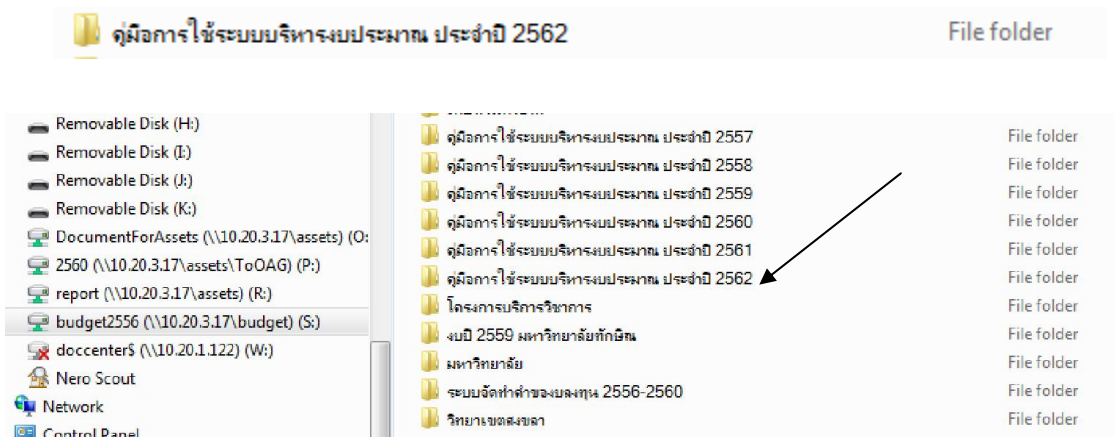 คู่มือการใช้ระบบบริหารงบประมาณ ประจำปี 2562 File folder
Removable Disk (H:)
Removable Disk (I:)
Removable Disk (J:)
Removable Disk (K:)
DocumentForAssets (\\10.20.3.17\assets) (O:
2560 (\\10.20.3.17\assets\ToOAG) (P:)
report (\\10.20.3.17\assets) (R:)
budget2556 (\\10.20.3.17\budget) (S:)
doccenter$ (\\10.20.1.122) (W:)
Nero Scout
Network
Control Panel
คู่มือการใช้ระบบบริหารงบประมาณ ประจำปี 2557 File folder
คู่มือการใช้ระบบบริหารงบประมาณ ประจำปี 2558 File folder
คู่มือการใช้ระบบบริหารงบประมาณ ประจำปี 2559 File folder
คู่มือการใช้ระบบบริหารงบประมาณ ประจำปี 2560 File folder
คู่มือการใช้ระบบบริหารงบประมาณ ประจำปี 2561 File folder
คู่มือการใช้ระบบบริหารงบประมาณ ประจำปี 2562 File folder
โครงการบริการวิชาการ File folder
งบปี 2559 มหาวิทยาลัยทักษิณ File folder
มหาวิทยาลัย File folder
ระบบจัดทำคำของบลงทุน 2556-2560 File folder
วิทยาเขตสงขลา File folder